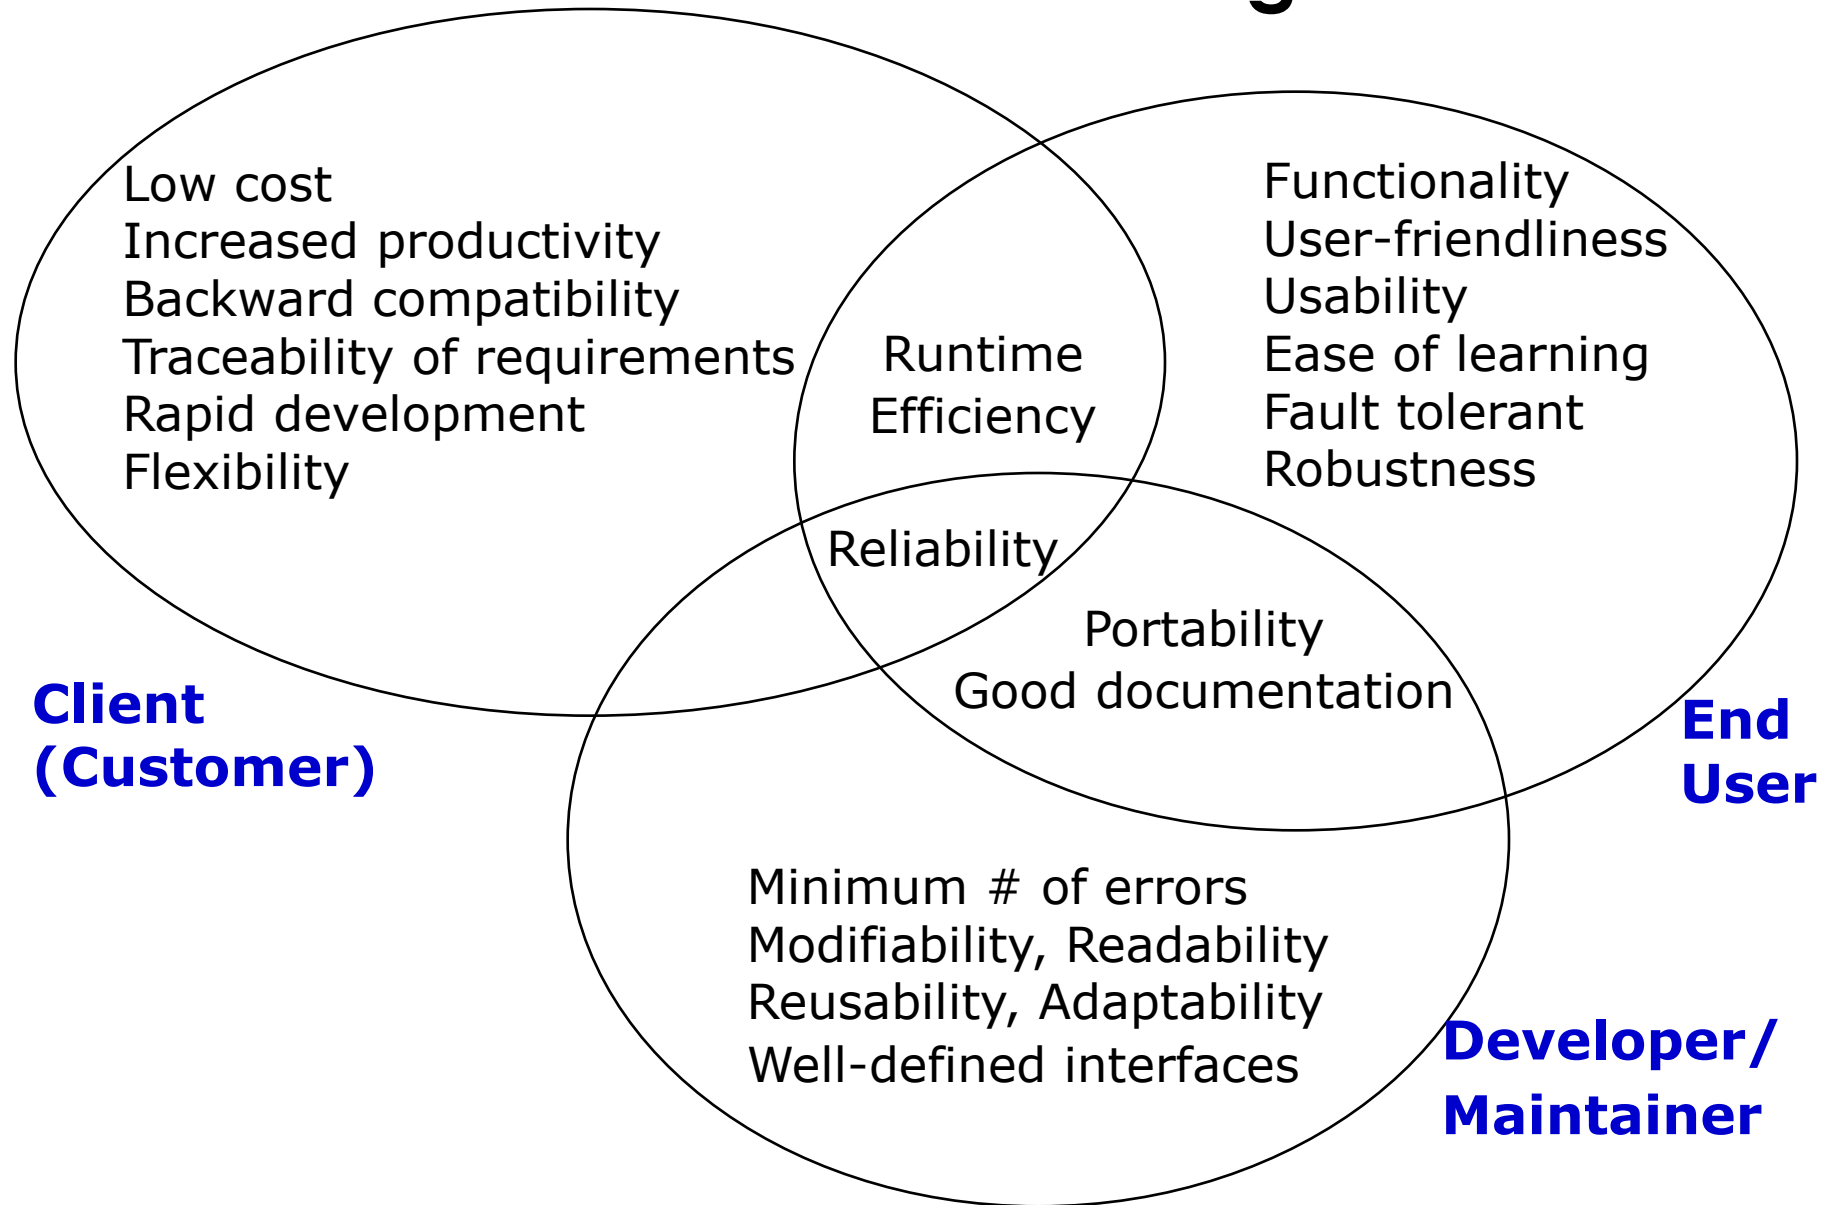 Low cost
Increased productivity
Backward compatibility
Traceability of requirements
Rapid development
Flexibility
Runtime
Efficiency
Functionality
User-friendliness
Usability
Ease of learning
Fault tolerant
Robustness
Reliability
Portability
Good documentation
Client
(Customer)
End
User
Minimum # of errors
Modifiability, Readability
Reusability, Adaptability
Well-defined interfaces
Developer/
Maintainer